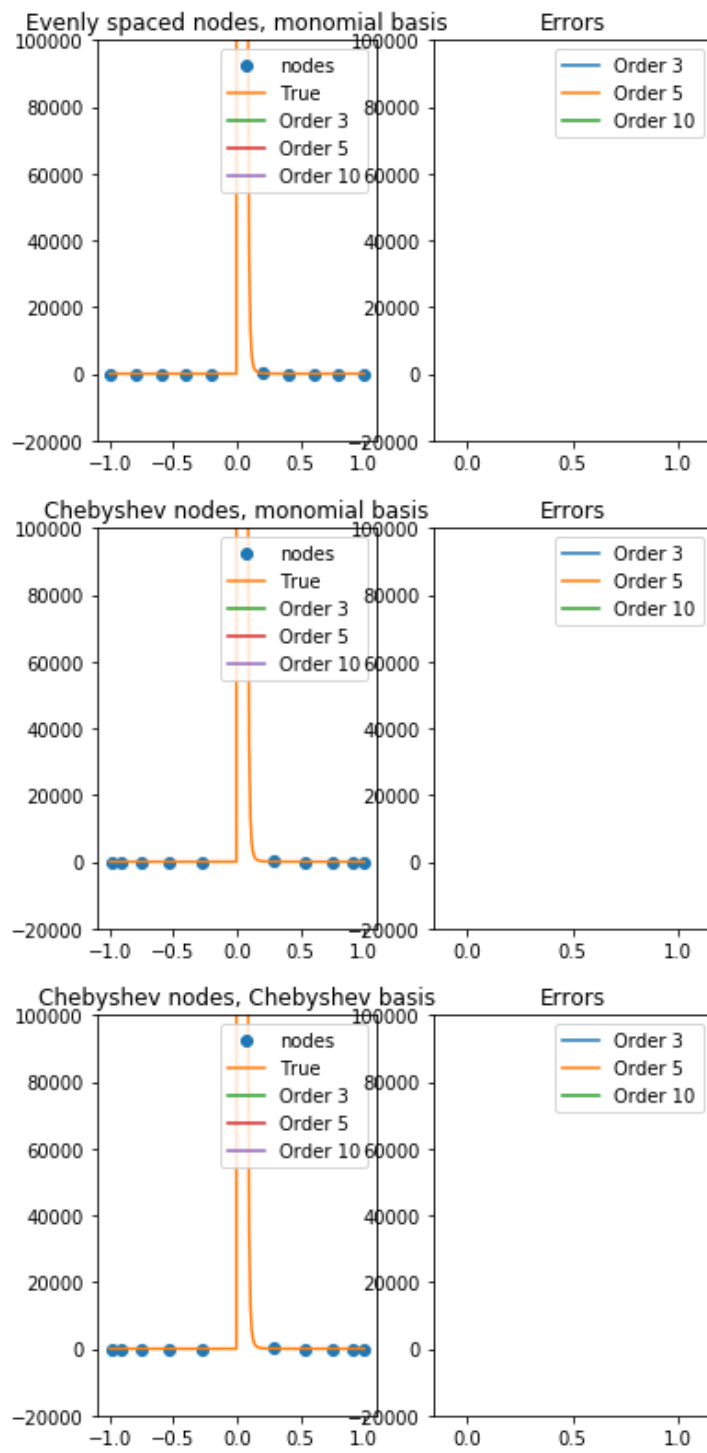 Evenly spaced nodes, monomial basis
Errors
100000
80000
60000
40000
20000
0
−20000
−1.0 −0.5 0.0 0.5 1.0
nodes
True
Order 3
Order 5
Order 10
100000
80000
60000
40000
20000
0
−20000
0.0 0.5 1.0
Order 3
Order 5
Order 10
Chebyshev nodes, monomial basis
Errors
100000
80000
60000
40000
20000
0
−20000
−1.0 −0.5 0.0 0.5 1.0
nodes
True
Order 3
Order 5
Order 10
100000
80000
60000
40000
20000
0
−20000
0.0 0.5 1.0
Order 3
Order 5
Order 10
Chebyshev nodes, Chebyshev basis
Errors
100000
80000
60000
40000
20000
0
−20000
−1.0 −0.5 0.0 0.5 1.0
nodes
True
Order 3
Order 5
Order 10
100000
80000
60000
40000
20000
0
−20000
0.0 0.5 1.0
Order 3
Order 5
Order 10